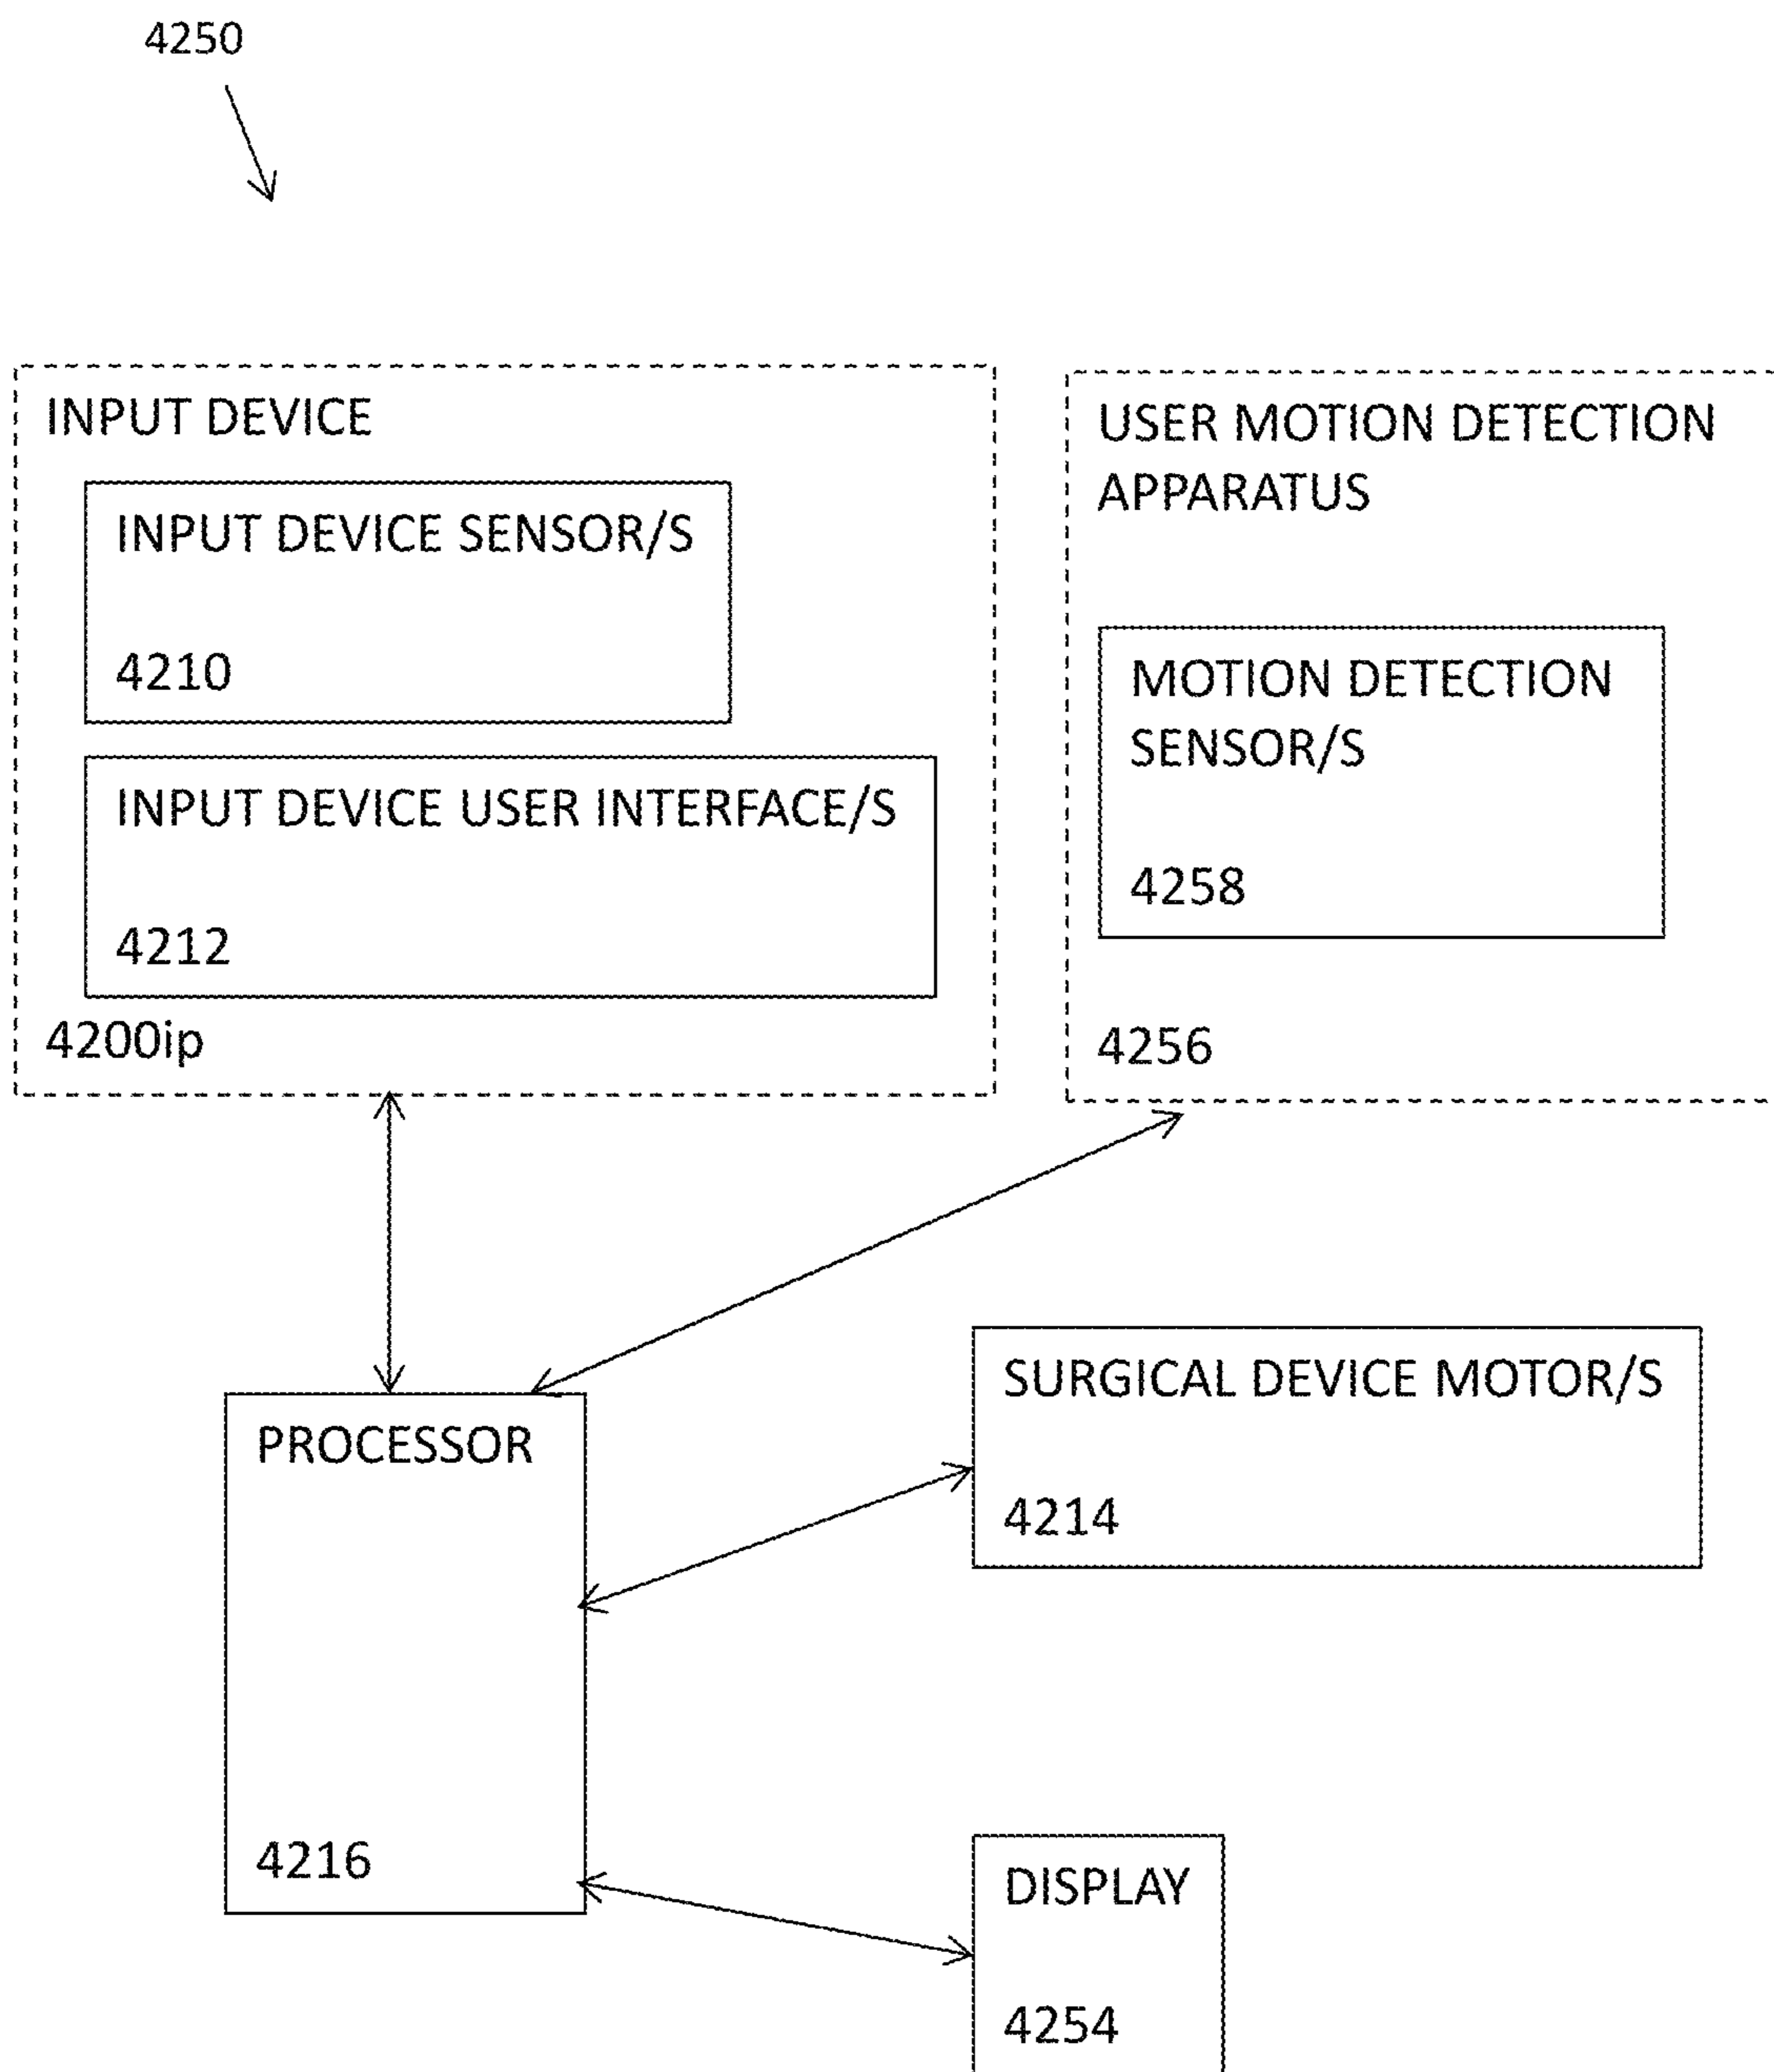 4250
INPUT DEVICE
INPUT DEVICE SENSOR/S
4210
INPUT DEVICE USER INTERFACE/S
4212
4200ip
USER MOTION DETECTION
APPARATUS
MOTION DETECTION
SENSOR/S
4258
4256
PROCESSOR
4216
SURGICAL DEVICE MOTOR/S
4214
DISPLAY
4254